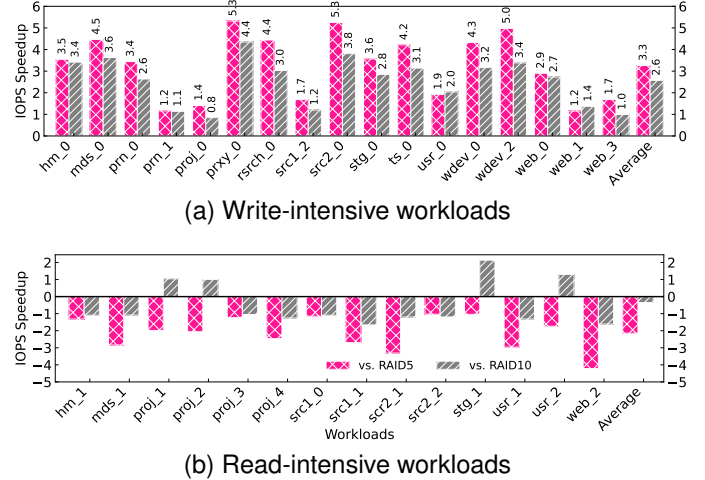 6 6
5 5
4 4
3 3
2 2
1 1
0 0
IOPS Speedup
3.5 3.4 4.5 3.6 3.4 2.6 1.2 1.1 1.4 0.8 5.3 4.4 4.4 3.0 1.7 1.2 5.2 3.8 3.6 2.8 4.2 3.1 1.9 2.0 4.3 3.2 5.0 3.4 2.9 2.7 1.2 1.4 1.7 1.0 3.3 2.6
hm_0 mds_0 prn_0 prn_1 proj_0 prxy_0 rsrch_0 src1_2 src2_0 stg_0 ts_0 usr_0 wdev_0 wdev_2 web_0 web_1 web_3 Average
(a) Write-intensive workloads
2 2
1 1
0 0
−1 −1
−2 −2
−3 −3
−4 −4
−5 −5
IOPS Speedup
vs. RAID5 vs. RAID10
hm_1 mds_1 proj_1 proj_2 proj_3 proj_4 src1_0 src1_1 scr2_1 src2_2 stg_1 usr_1 usr_2 web_2 Average
Workloads
(b) Read-intensive workloads